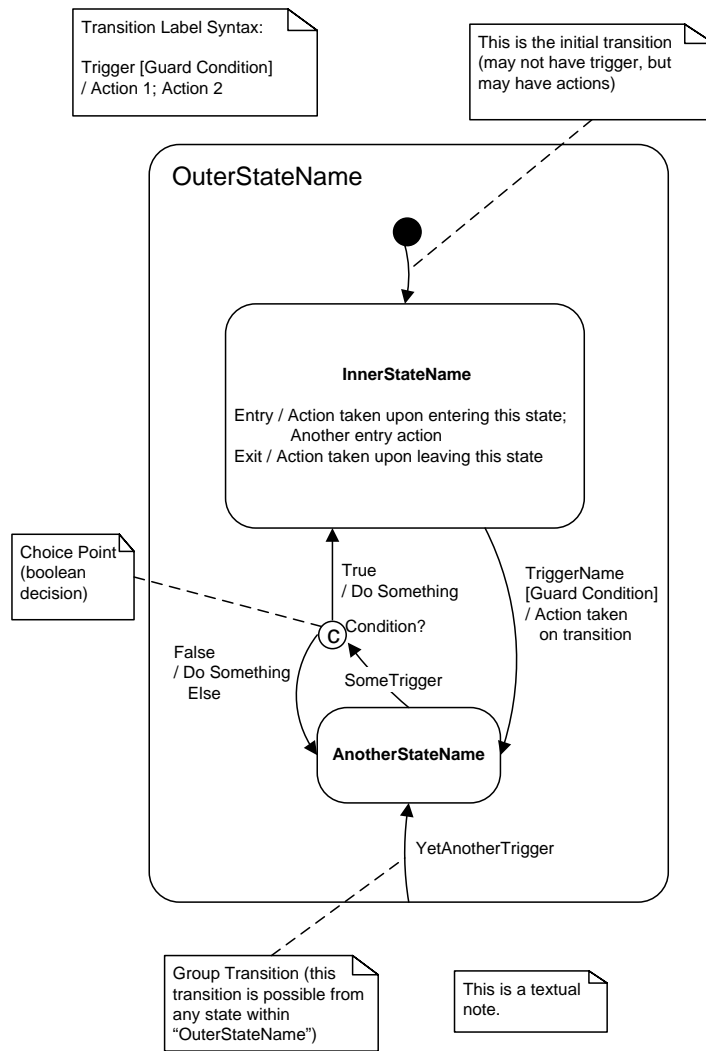 Transition Label Syntax:
Trigger [Guard Condition]
/ Action 1; Action 2
This is the initial transition
(may not have trigger, but
may have actions)
OuterStateName
InnerStateName
Entry / Action taken upon entering this state;
Another entry action
Exit / Action taken upon leaving this state
Choice Point
(boolean
decision)
True
/ Do Something
TriggerName
[Guard Condition]
/ Action taken
on transition
C
Condition?
False
/ Do Something
Else
SomeTrigger
AnotherStateName
YetAnotherTrigger
Group Transition (this
transition is possible from
any state within
“OuterStateName”)
This is a textual
note.